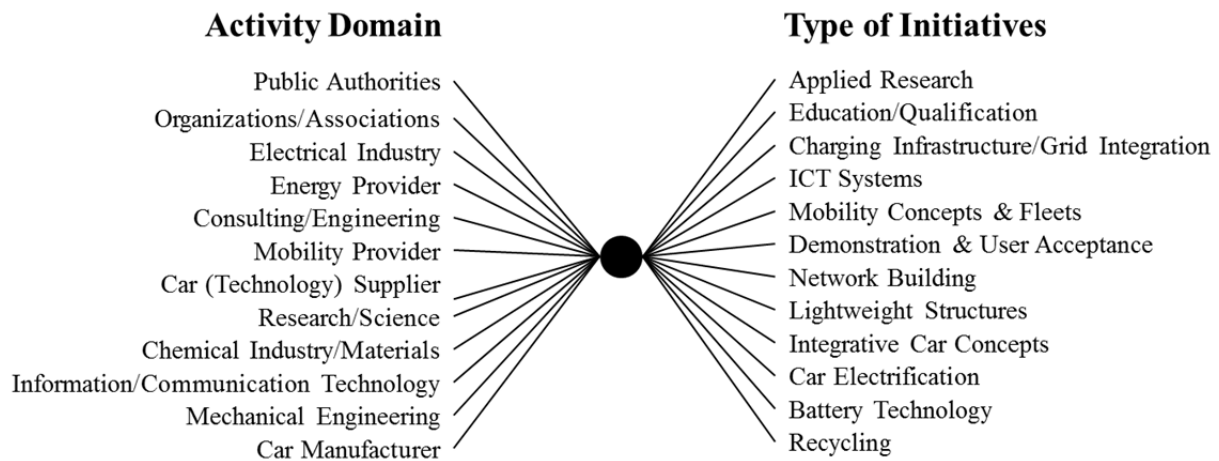 Activity Domain
Public Authorities
Organizations/Associations
Electrical Industry
Energy Provider
Consulting/Engineering
Mobility Provider
Car (Technology) Supplier
Research/Science
Chemical Industry/Materials
Information/Communication Technology
Mechanical Engineering
Car Manufacturer
Type of Initiatives
Applied Research
Education/Qualification
Charging Infrastructure/Grid Integration
ICT Systems
Mobility Concepts & Fleets
Demonstration & User Acceptance
Network Building
Lightweight Structures
Integrative Car Concepts
Car Electrification
Battery Technology
Recycling